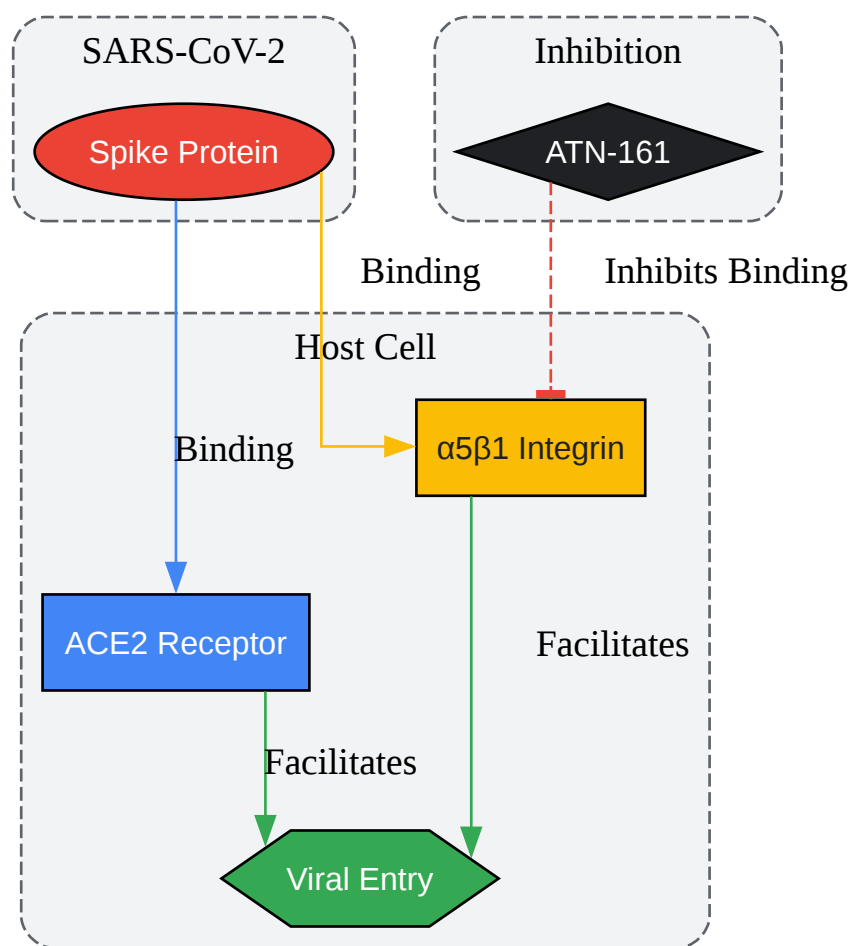 SARS-CoV-2
Inhibition
Spike Protein
ATN-161
Binding
Inhibits Binding
Host Cell
Binding
α5β1 Integrin
ACE2 Receptor
Facilitates
Facilitates
Viral Entry